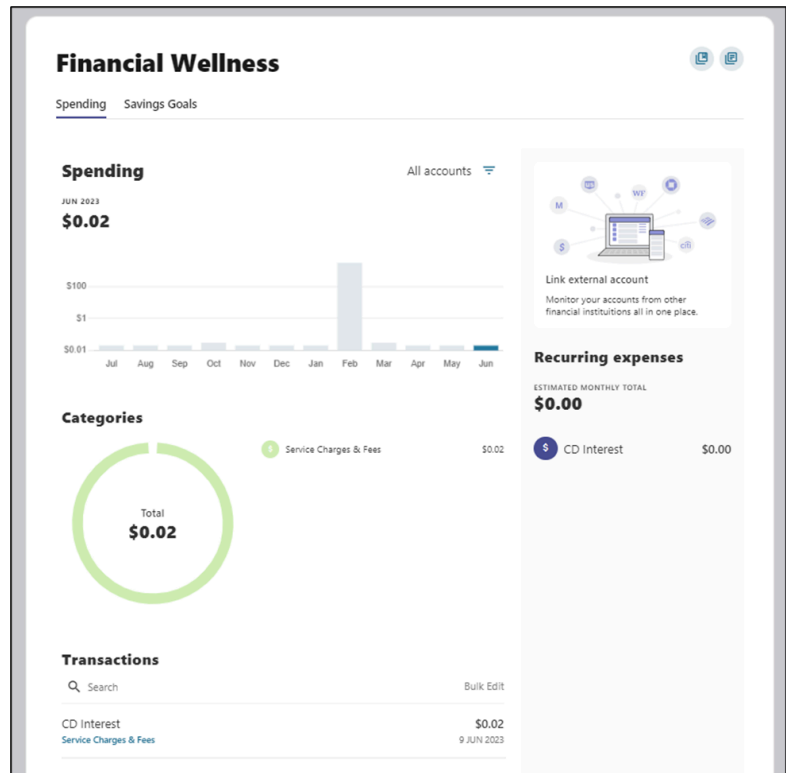 Financial Wellness
Spending Savings Goals
Spending
All accounts
JUN 2023
$0.02
$100
$1
$0.01
Jul Aug Sep Oct Nov Dec Jan Feb Mar Apr May Jun
Categories
Total
$0.02
$ Service Charges & Fees $0.02
Transactions
Search Bulk Edit
CD Interest $0.02
Service Charges & Fees 9 JUN 2023
M
$
citi
Link external account
Monitor your accounts from other
financial instituitions all in one place.
Recurring expenses
ESTIMATED MONTHLY TOTAL
$0.00
$ CD Interest $0.00